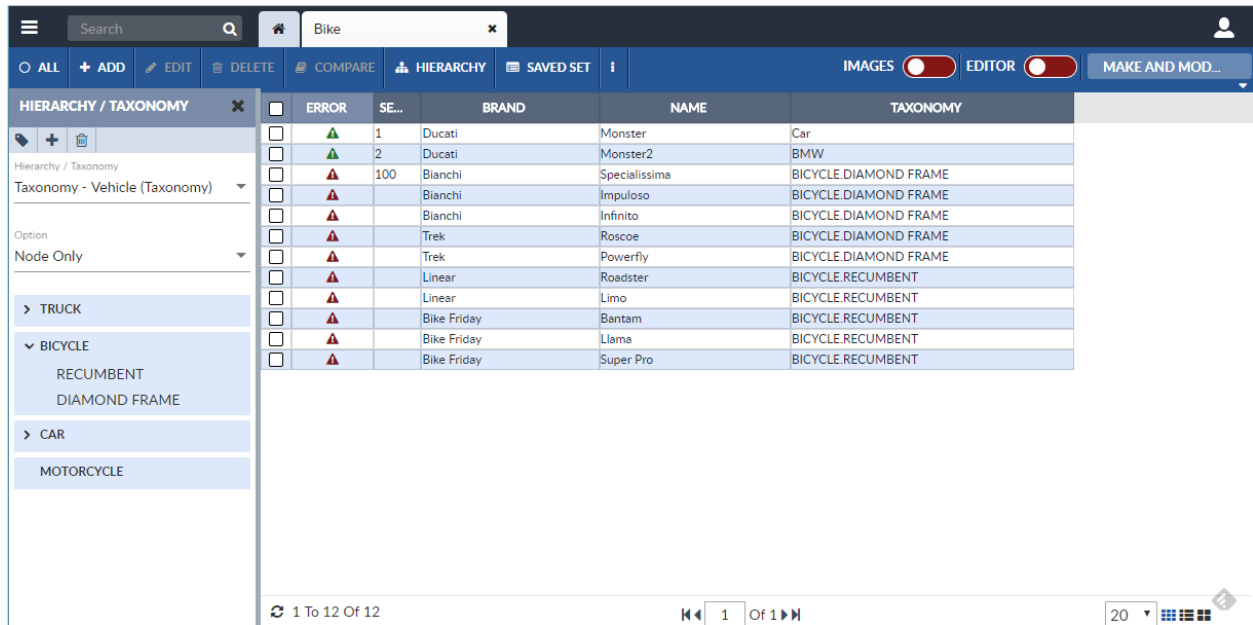 Search
Bike
ALL ADD EDIT DELETE COMPARE HIERARCHY SAVED SET IMAGES EDITOR MAKE AND MOD...
HIERARCHY / TAXONOMY
Hierarchy / Taxonomy
Taxonomy - Vehicle (Taxonomy)
Option
Node Only
TRUCK
BICYCLE
RECUMBENT
DIAMOND FRAME
CAR
MOTORCYCLE
ERROR SE... BRAND NAME TAXONOMY
1 Ducati Monster Car
2 Ducati Monster2 BMW
100 Bianchi Specialissima BICYCLE.DIAMOND FRAME
Bianchi Impuloso BICYCLE.DIAMOND FRAME
Bianchi Infinito BICYCLE.DIAMOND FRAME
Trek Roscoe BICYCLE.DIAMOND FRAME
Trek Powerfly BICYCLE.DIAMOND FRAME
Linear Roadster BICYCLE.RECUMBENT
Linear Limo BICYCLE.RECUMBENT
Bike Friday Bantam BICYCLE.RECUMBENT
Bike Friday Llama BICYCLE.RECUMBENT
Bike Friday Super Pro BICYCLE.RECUMBENT
1 To 12 Of 12 1 Of 1 20